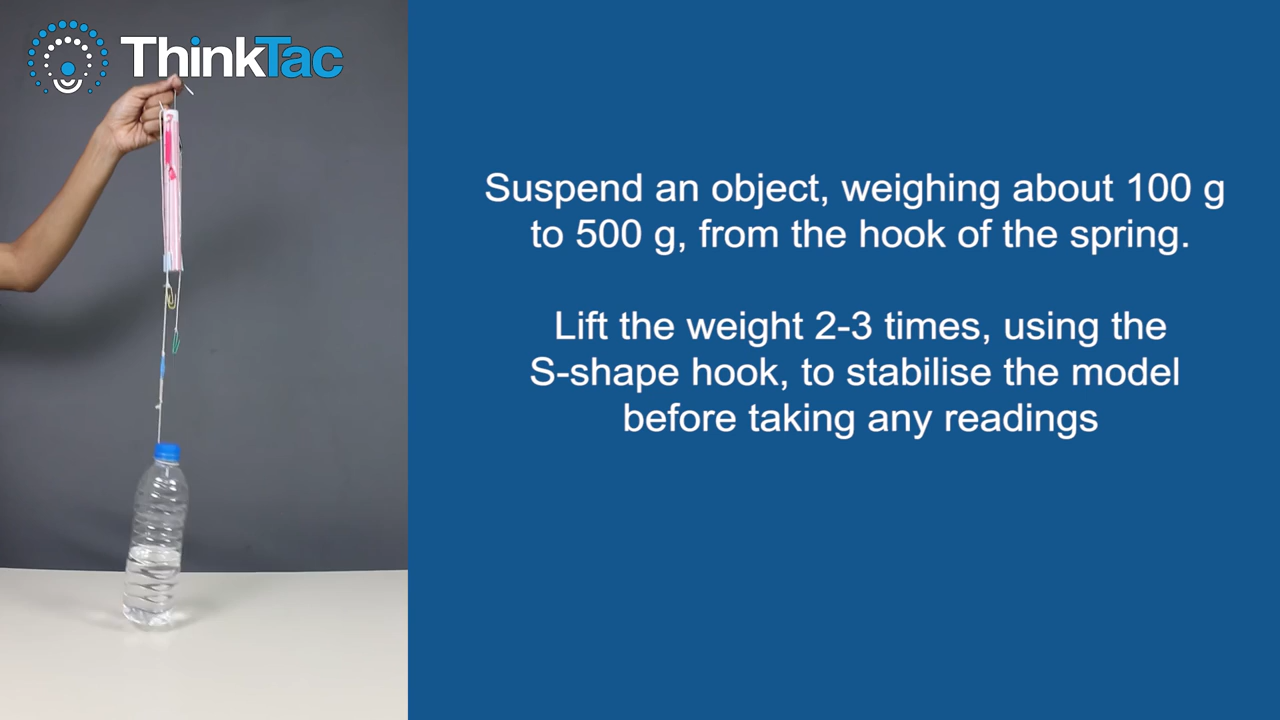 ThinkTac
Suspend an object, weighing about 100 g
to 500 g, from the hook of the spring.
Lift the weight 2-3 times, using the
S-shape hook, to stabilise the model
before taking any readings